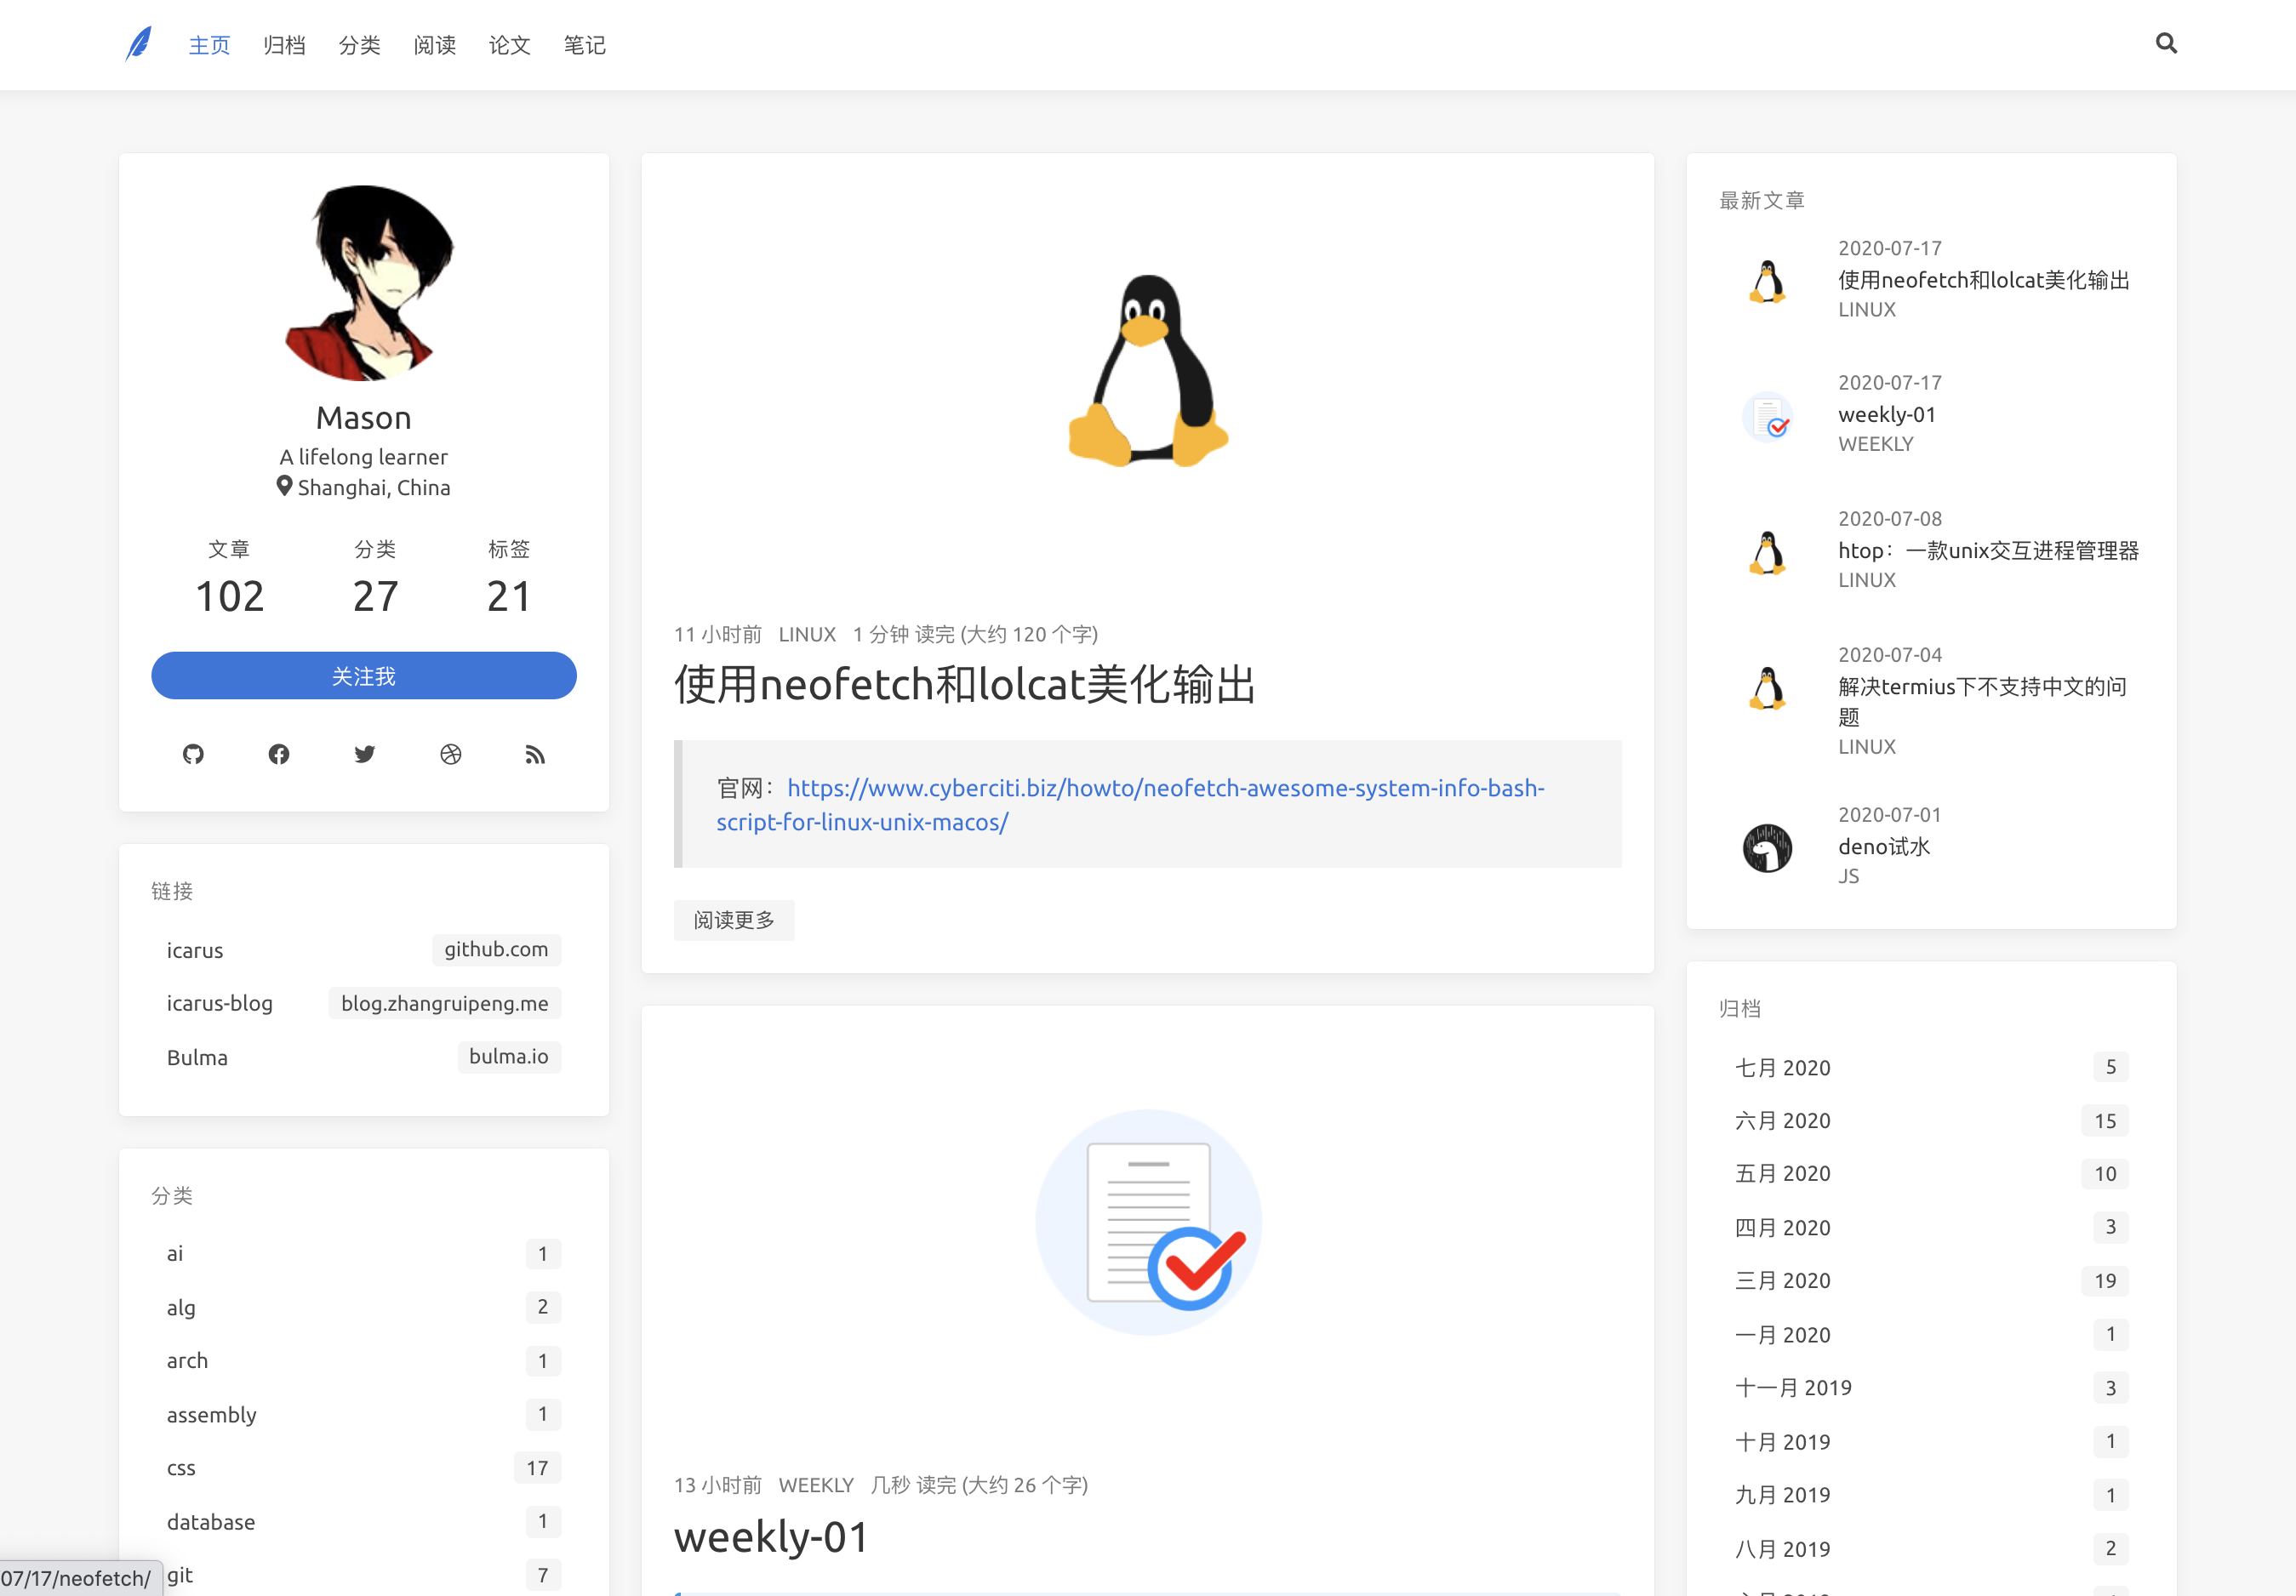 主页 归档 分类 阅读 论文 笔记
Mason
A lifelong learner
Shanghai, China
文章 分类 标签
102 27 21
关注我
链接
icarus github.com
icarus-blog blog.zhangruipeng.me
Bulma bulma.io
分类
ai 1
alg 2
arch 1
assembly 1
css 17
database 1
git 7
07/17/neofetch/
11 小时前 LINUX 1 分钟 读完 (大约 120 个字)
使用neofetch和lolcat美化输出
官网：https://www.cyberciti.biz/howto/neofetch-awesome-system-info-bash-
script-for-linux-unix-macos/
阅读更多
13 小时前 WEEKLY 几秒 读完 (大约 26 个字)
weekly-01
最新文章
2020-07-17
使用neofetch和lolcat美化输出
LINUX
2020-07-17
weekly-01
WEEKLY
2020-07-08
htop：一款unix交互进程管理器
LINUX
2020-07-04
解决termius下不支持中文的问
题
LINUX
2020-07-01
deno试水
JS
归档
七月 2020 5
六月 2020 15
五月 2020 10
四月 2020 3
三月 2020 19
一月 2020 1
十一月 2019 3
十月 2019 1
九月 2019 1
八月 2019 2